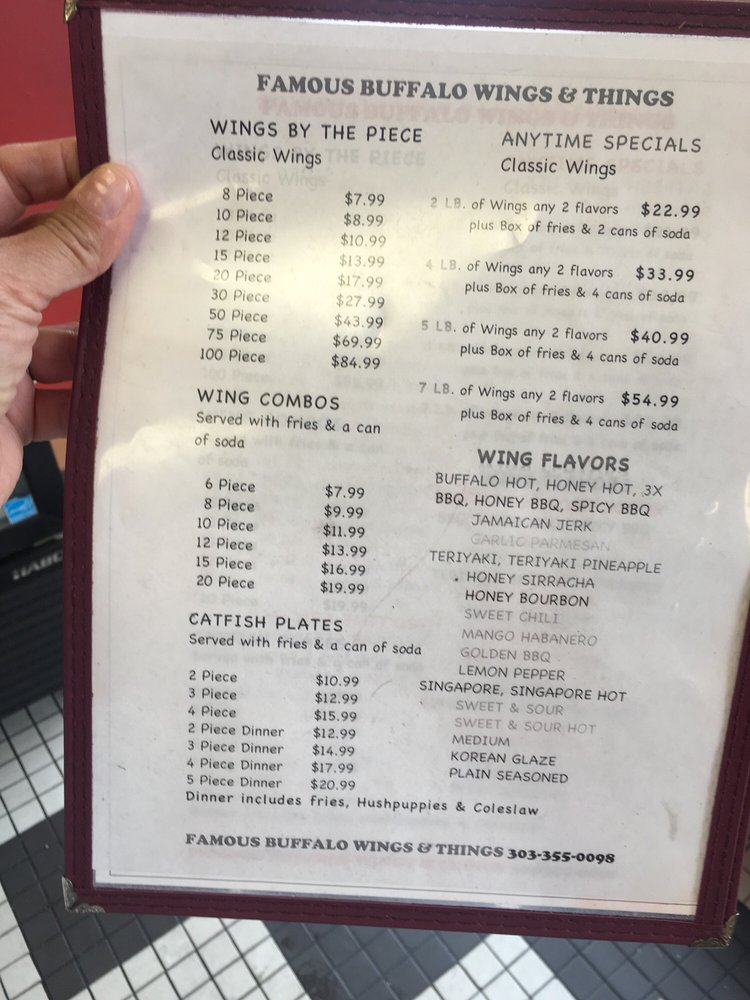 FAMOUS BUFFALO WINGS & THINGS
WINGS BY THE PIECE
Classic Wings
8 Piece $7.99
10 Piece $8.99
12 Piece $10.99
15 Piece $13.99
20 Piece $17.99
30 Piece $27.99
50 Piece $43.99
75 Piece $69.99
100 Piece $84.99
WING COMBOS
Served with fries & a can
of soda
6 Piece $7.99
8 Piece $9.99
10 Piece $11.99
12 Piece $13.99
15 Piece $16.99
20 Piece $19.99
CATFISH PLATES
Served with fries & a can of soda
2 Piece $10.99
3 Piece $12.99
4 Piece $15.99
2 Piece Dinner $12.99
3 Piece Dinner $14.99
4 Piece Dinner $17.99
5 Piece Dinner $20.99
Dinner includes fries, Hushpuppies & Coleslaw
ANYTIME SPECIALS
Classic Wings
2 LB. of Wings any 2 flavors $22.99
plus Box of fries & 2 cans of soda
4 LB. of Wings any 2 flavors $33.99
plus Box of fries & 4 cans of soda
5 LB. of Wings any 2 flavors $40.99
plus Box of fries & 4 cans of soda
7 LB. of Wings any 2 flavors $54.99
plus Box of fries & 4 cans of soda
WING FLAVORS
BUFFALO HOT, HONEY HOT, 3X
BBQ, HONEY BBQ, SPICY BBQ
JAMAICAN JERK
GARLIC PARMESAN
TERIYAKI, TERIYAKI PINEAPPLE
HONEY SIRRACHA
HONEY BOURBON
SWEET CHILI
MANGO HABANERO
GOLDEN BBQ
LEMON PEPPER
SINGAPORE, SINGAPORE HOT
SWEET & SOUR
SWEET & SOUR HOT
MEDIUM
KOREAN GLAZE
PLAIN SEASONED
FAMOUS BUFFALO WINGS & THINGS 303-355-0098